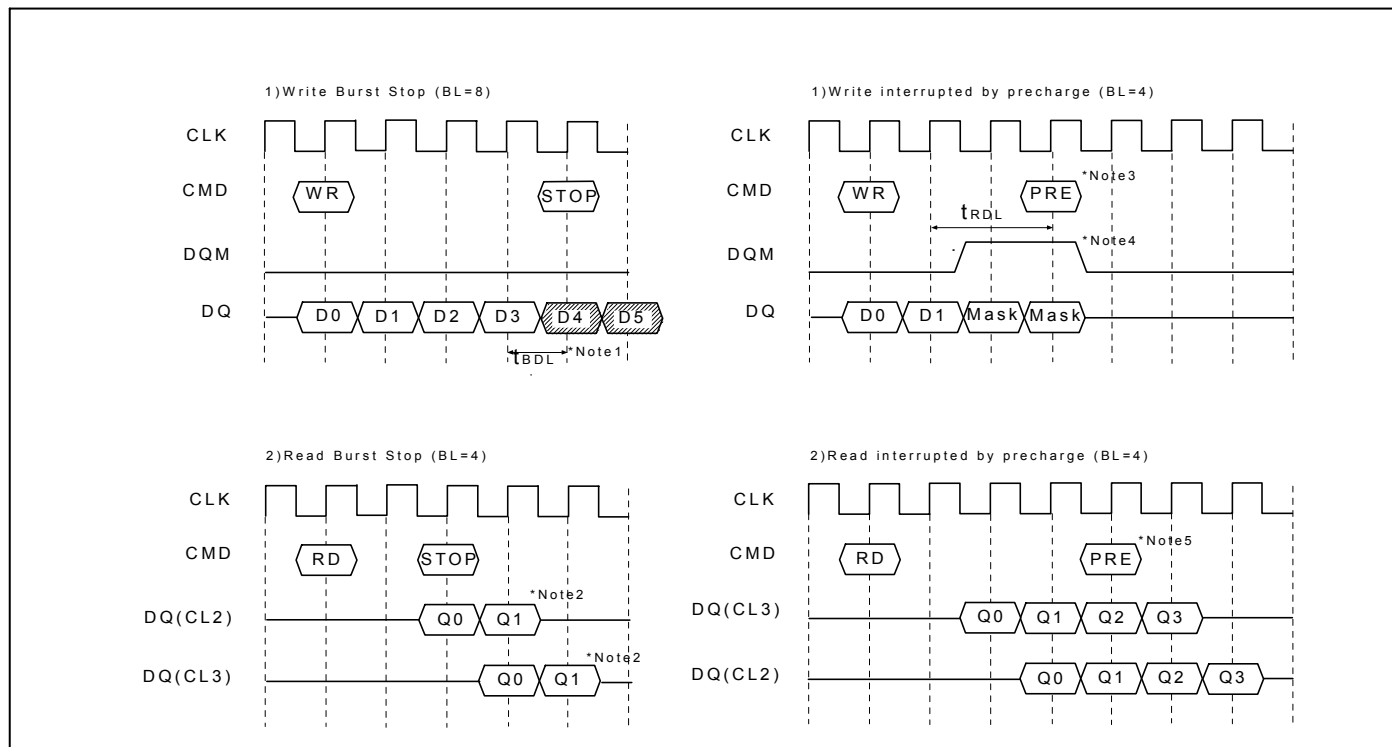 1)Write Burst Stop (BL=8)
CLK
CMD WR STOP
DQM
DQ D0 D1 D2 D3 D4 D5
tBDL *Note1
1)Write interrupted by precharge (BL=4)
CLK
CMD WR PRE *Note3
tRDL
DQM *Note4
DQ D0 D1 Mask Mask
2)Read Burst Stop (BL=4)
CLK
CMD RD STOP
DQ(CL2) Q0 Q1 *Note2
DQ(CL3) Q0 Q1 *Note2
2)Read interrupted by precharge (BL=4)
CLK
CMD RD PRE *Note5
DQ(CL3) Q0 Q1 Q2 Q3
DQ(CL2) Q0 Q1 Q2 Q3